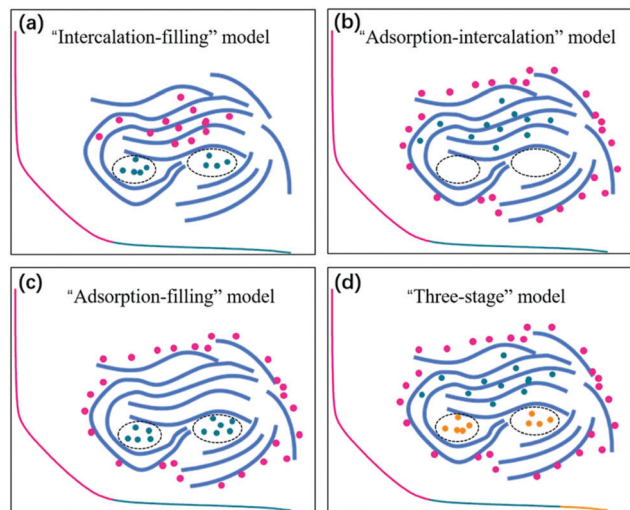 (a)
“Intercalation-filling” model
(b)
“Adsorption-intercalation” model
(c)
“Adsorption-filling” model
(d)
“Three-stage” model